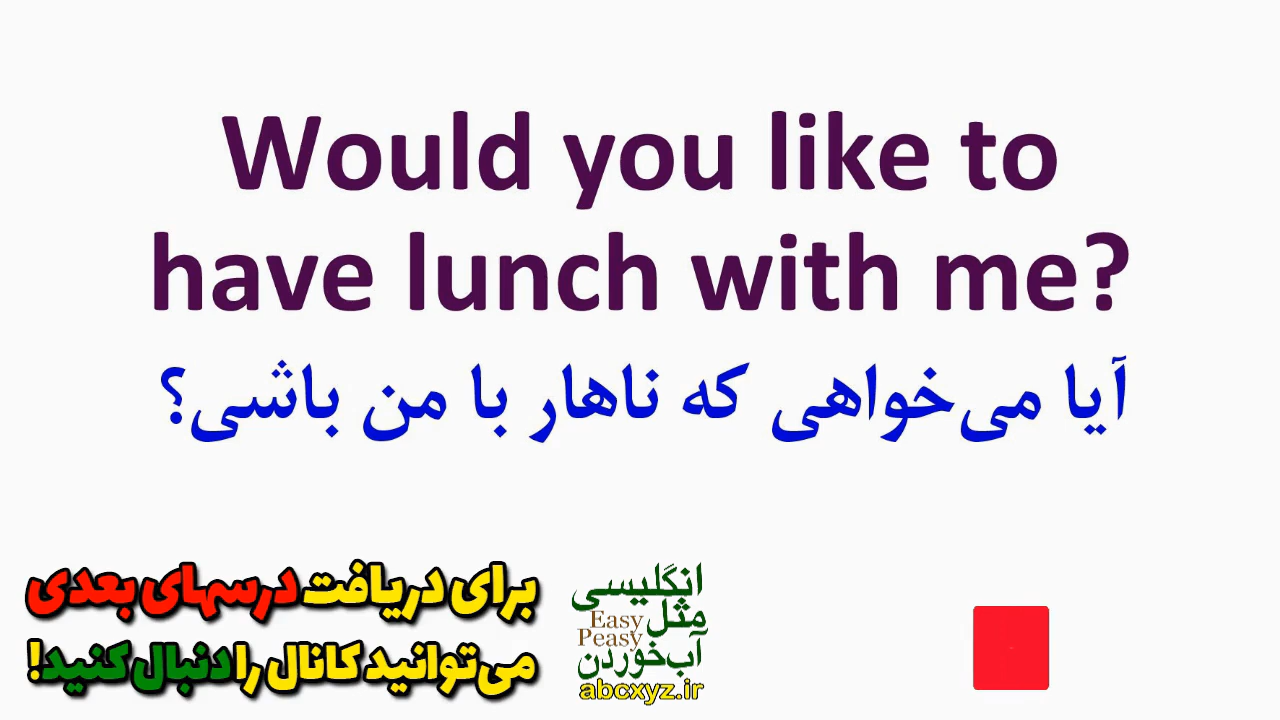 Would you like to
have lunch with me?
آیا می‌خواهی که ناهار با من باشی؟
برای دریافت درسهای بعدی
می‌توانید کانال را دنبال کنید!
انگلیسی
Easy مثل
Peasy
آب‌خوردن
abcxyz.ir